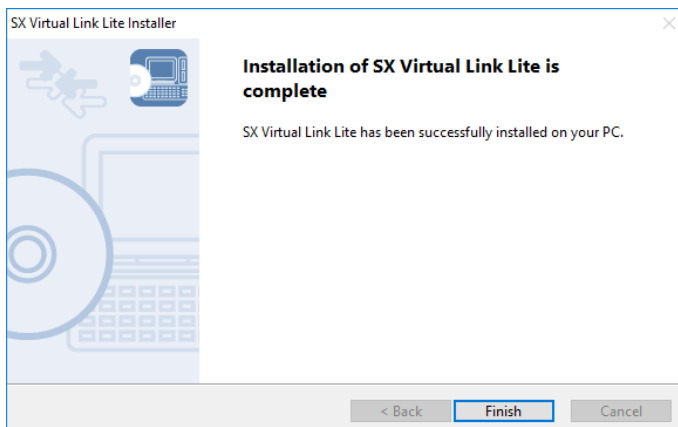 SX Virtual Link Lite Installer
Installation of SX Virtual Link Lite is
complete
SX Virtual Link Lite has been successfully installed on your PC.
< Back
Finish
Cancel